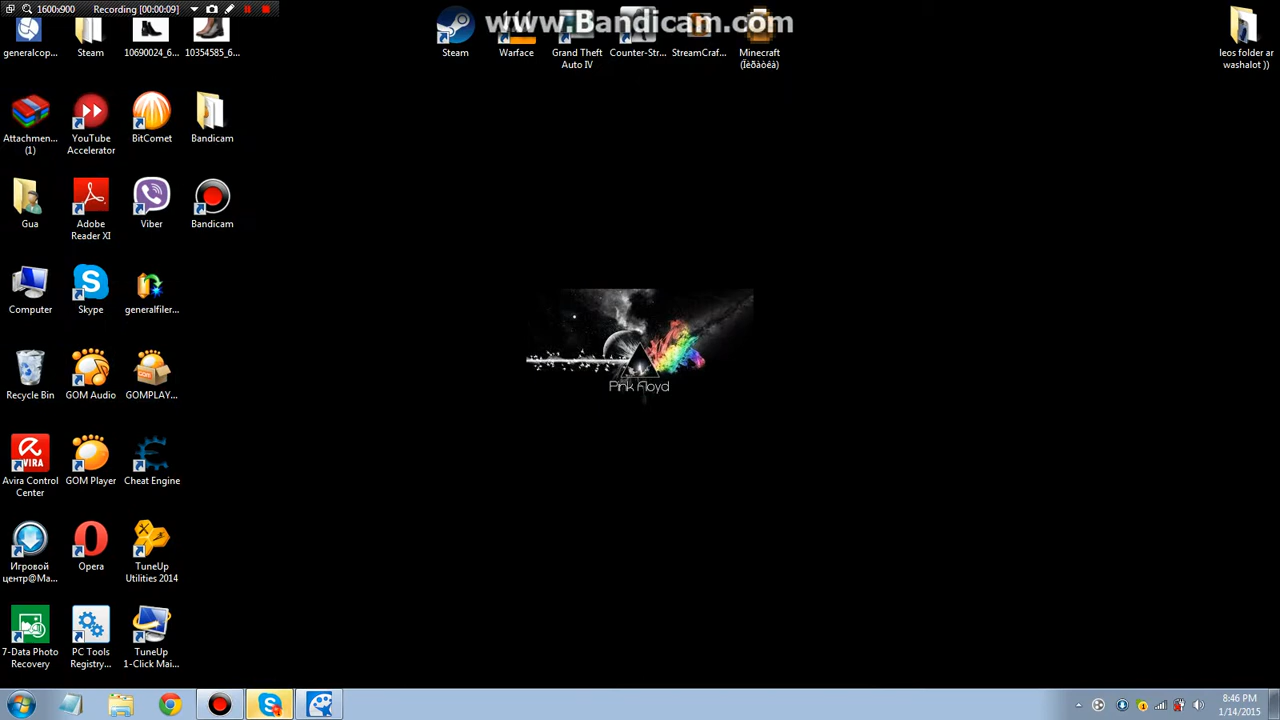 1600x900 Recording [00:00:09]
www.Bandicam.com
generalcop...
Steam
10690024_6...
10354585_6...
Steam
Warface
Grand Theft
Auto IV
Counter-Str...
StreamCraf...
Minecraft
(Ïèðàòêà)
leos folder ar
washalot ))
Attachmen...
(1)
YouTube
Accelerator
BitComet
Bandicam
Gua
Adobe
Reader XI
Viber
Bandicam
Computer
Skype
generalfiler...
Pink Floyd
Recycle Bin
GOM Audio
GOMPLAY...
Avira Control
Center
GOM Player
Cheat Engine
Игровой
центр@Ma...
Opera
TuneUp
Utilities 2014
7-Data Photo
Recovery
PC Tools
Registry...
TuneUp
1-Click Mai...
8:46 PM
1/14/2015